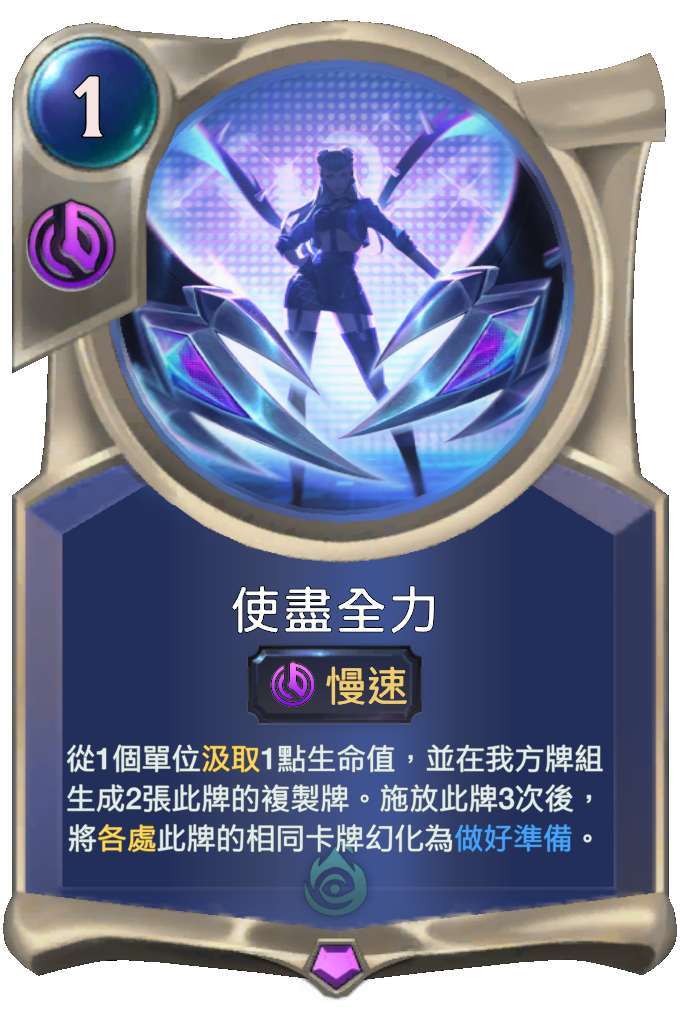 1
使盡全力
慢速
從1個單位汲取1點生命值，並在我方牌組
生成2張此牌的複製牌。施放此牌3次後，
將各處此牌的相同卡牌幻化為做好準備。